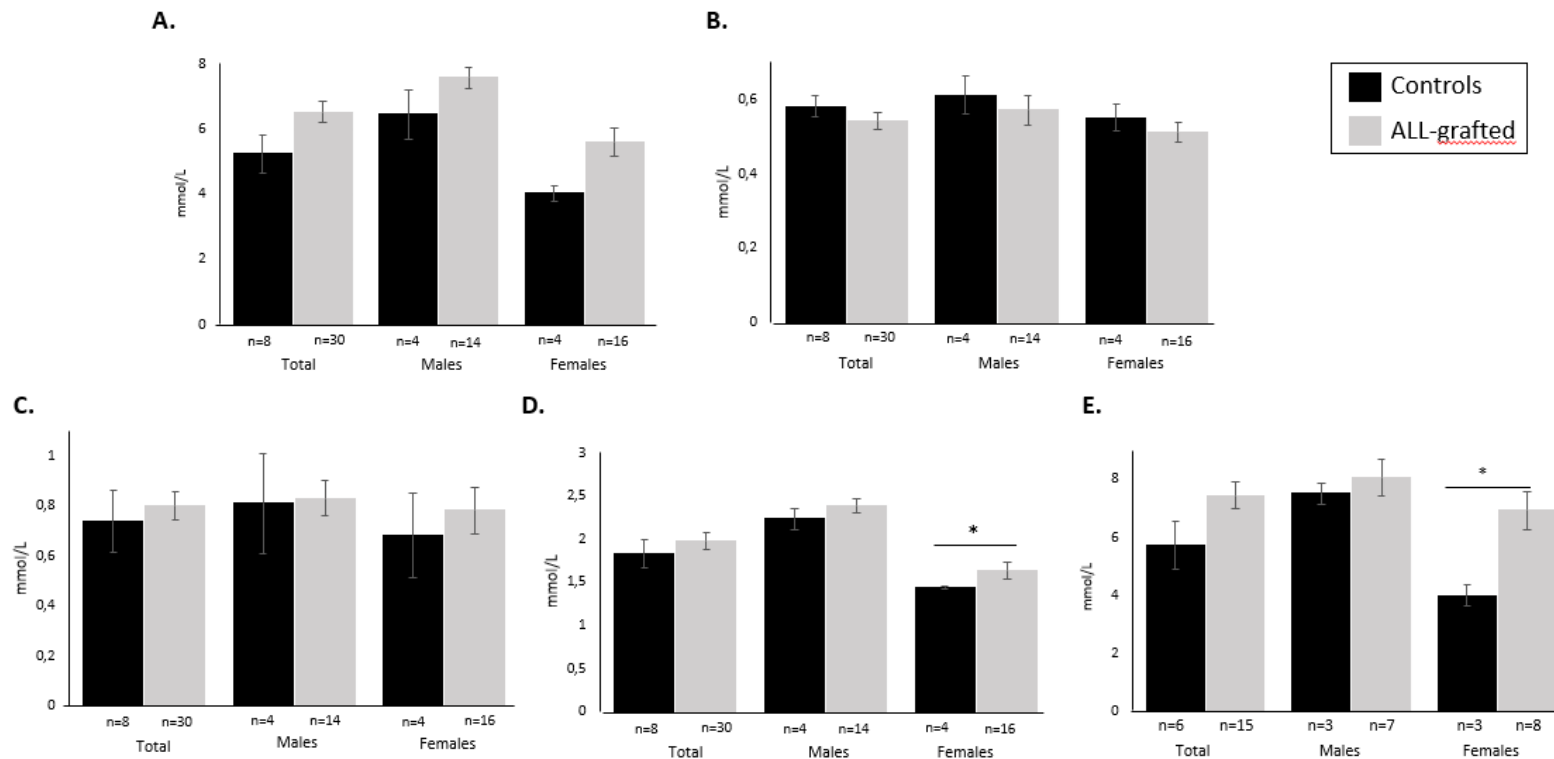 A.
mmol/L
8
6
4
2
0
n=8 n=30 n=4 n=14 n=4 n=16
Total Males Females
B.
mmol/L
0,6
0,4
0,2
0
n=8 n=30 n=4 n=14 n=4 n=16
Total Males Females
Controls
ALL-grafted
C.
mmol/L
1
0,8
0,6
0,4
0,2
0
n=8 n=30 n=4 n=14 n=4 n=16
Total Males Females
D.
mmol/L
3
2,5
2
1,5
1
0,5
0
*
n=8 n=30 n=4 n=14 n=4 n=16
Total Males Females
E.
mmol/L
8
6
4
2
0
*
n=6 n=15 n=3 n=7 n=3 n=8
Total Males Females